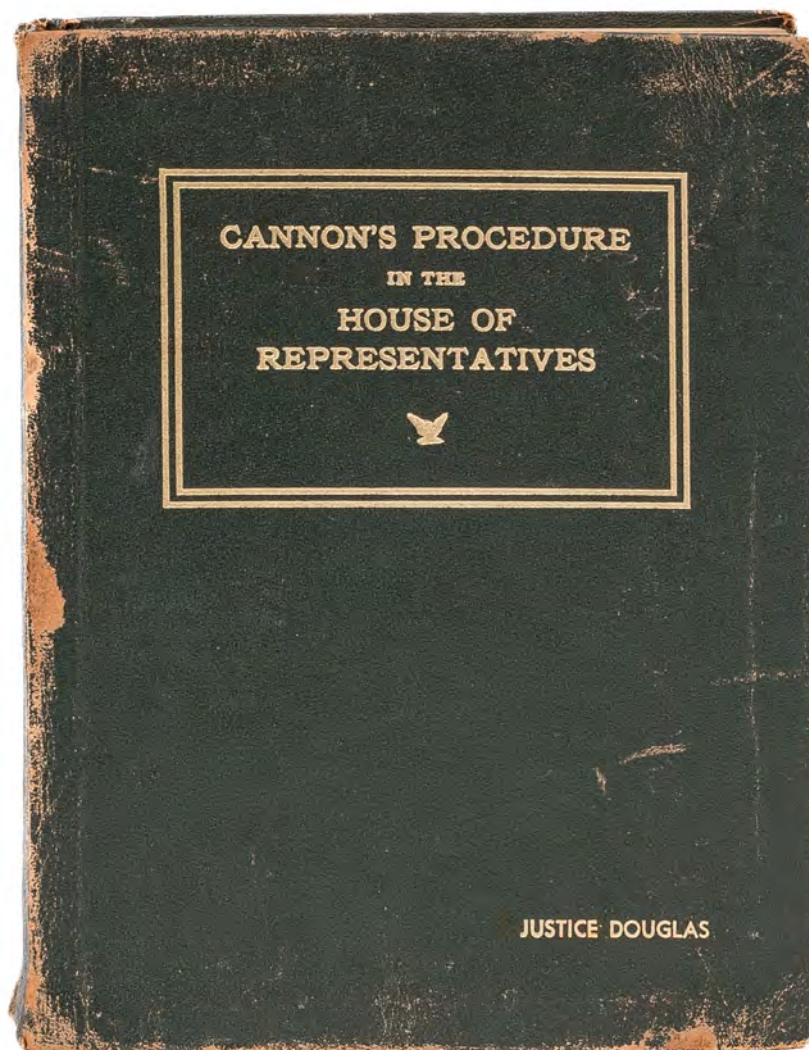 CANNON'S PROCEDURE
IN THE
HOUSE OF
REPRESENTATIVES
JUSTICE DOUGLAS